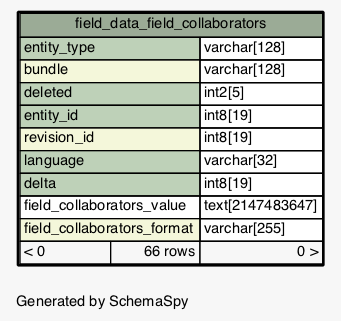 field_data_field_collaborators
entity_type varchar[128]
bundle varchar[128]
deleted int2[5]
entity_id int8[19]
revision_id int8[19]
language varchar[32]
delta int8[19]
field_collaborators_value text[2147483647]
field_collaborators_format varchar[255]
< 0 66 rows 0 >
Generated by SchemaSpy